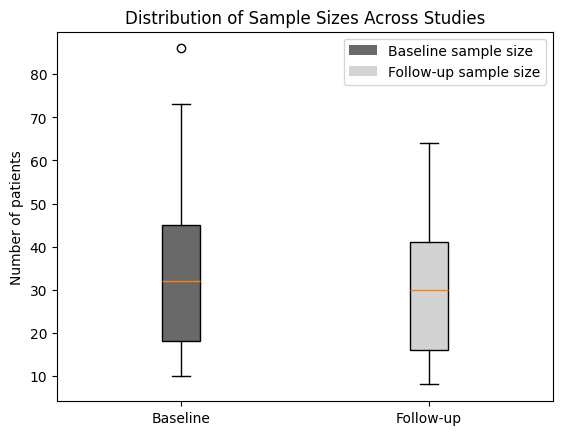 Distribution of Sample Sizes Across Studies
Baseline sample size
Follow-up sample size
Number of patients
80
70
60
50
40
30
20
10
Baseline
Follow-up